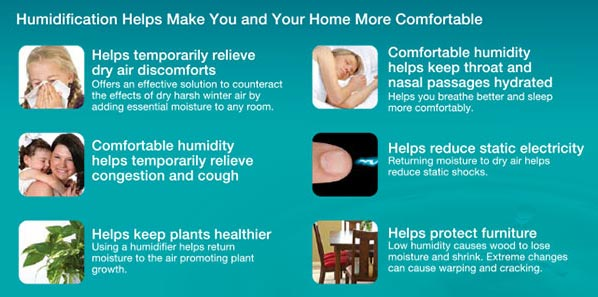 Humidification Helps Make You and Your Home More Comfortable
Helps temporarily relieve
dry air discomforts
Offers an effective solution to counteract
the effects of dry harsh winter air by
adding essential moisture to any room.
Comfortable humidity
helps keep throat and
nasal passages hydrated
Helps you breathe better and sleep
more comfortably.
Comfortable humidity
helps temporarily relieve
congestion and cough
Helps reduce static electricity
Returning moisture to dry air helps
reduce static shocks.
Helps keep plants healthier
Using a humidifier helps return
moisture to the air promoting plant
growth.
Helps protect furniture
Low humidity causes wood to lose
moisture and shrink. Extreme changes
can cause warping and cracking.